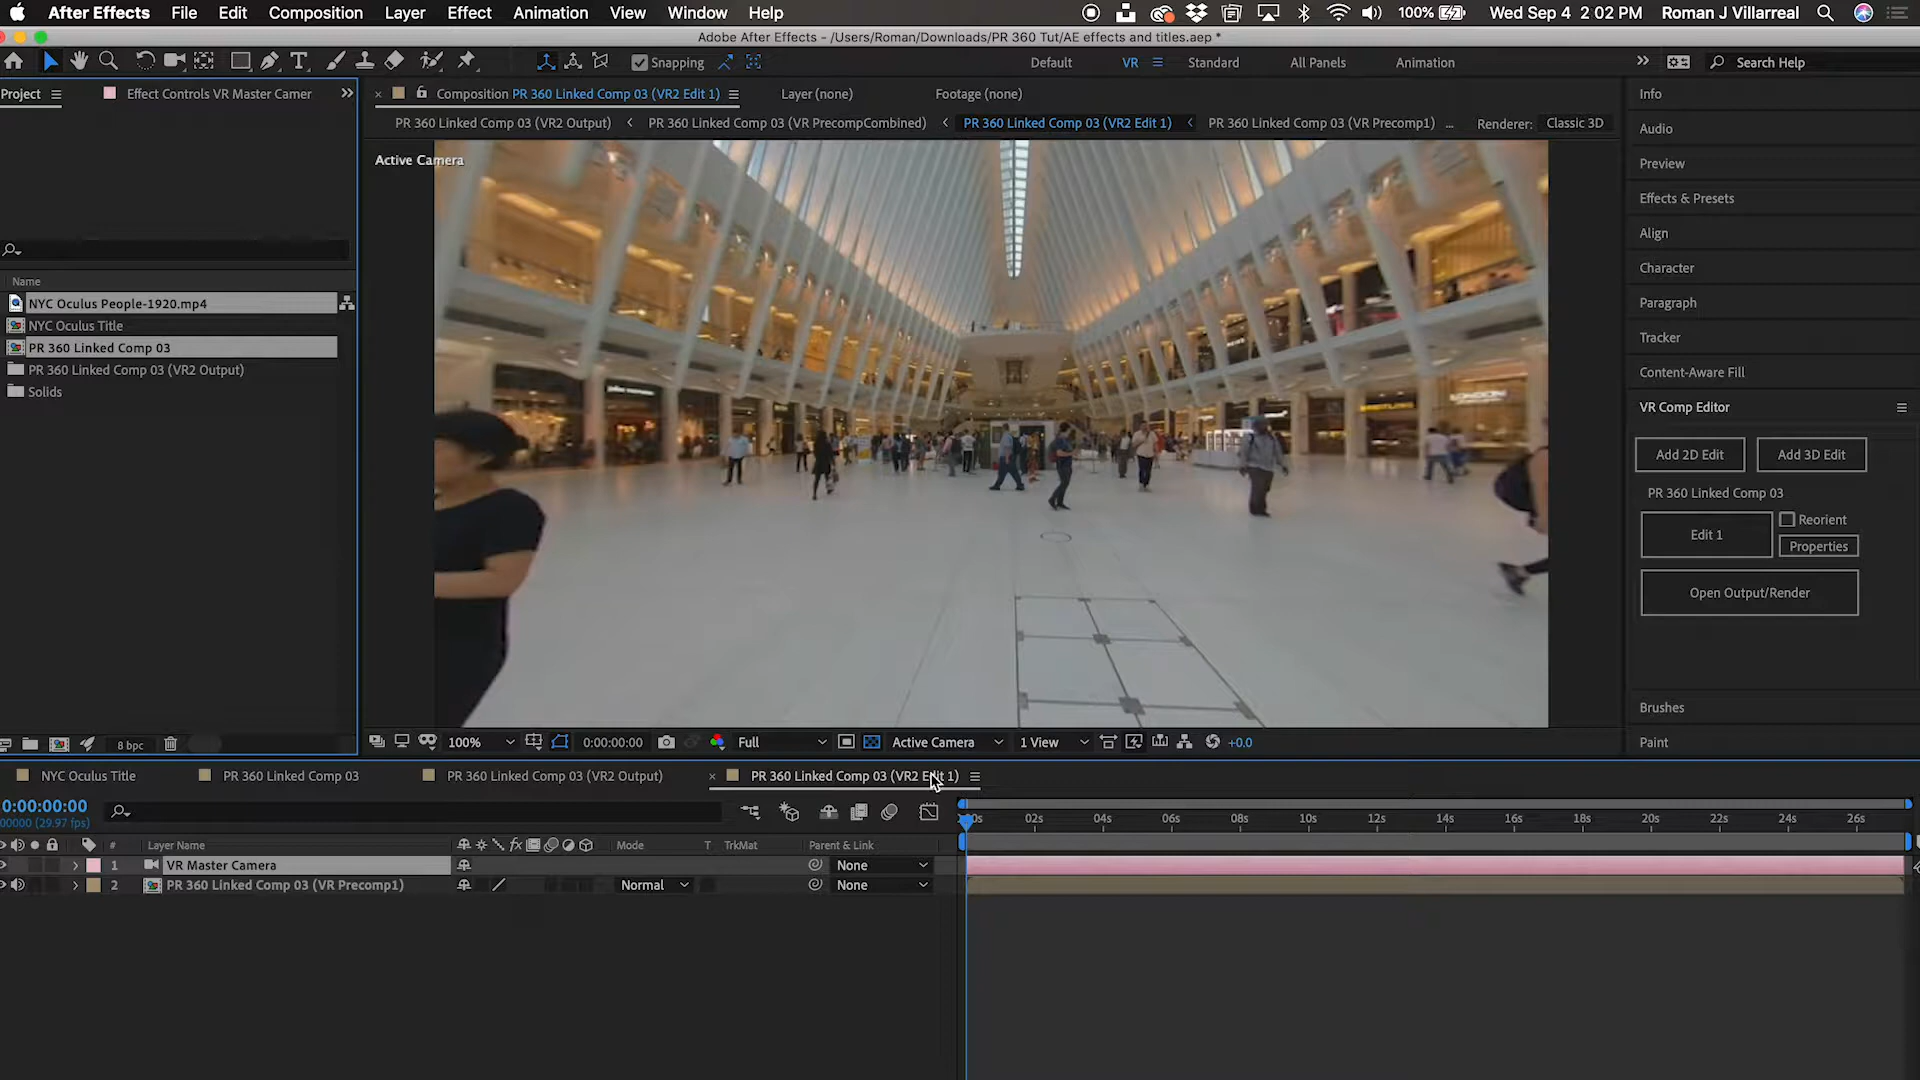 After Effects File Edit Composition Layer Effect Animation View Window Help 100% Wed Sep 4 2:02 PM Roman J Villarreal
Adobe After Effects - /Users/Roman/Downloads/PR 360 Tut/AE effects and titles.aep *
Snapping Default VR Standard All Panels Animation Search Help
Project Effect Controls VR Master Camer
Composition PR 360 Linked Comp 03 (VR2 Edit 1) Layer (none) Footage (none)
PR 360 Linked Comp 03 (VR2 Output) PR 360 Linked Comp 03 (VR PrecompCombined) PR 360 Linked Comp 03 (VR2 Edit 1) PR 360 Linked Comp 03 (VR Precomp1) ... Renderer: Classic 3D
Active Camera
Name
NYC Oculus People-1920.mp4
NYC Oculus Title
PR 360 Linked Comp 03
PR 360 Linked Comp 03 (VR2 Output)
Solids
Info
Audio
Preview
Effects & Presets
Align
Character
Paragraph
Tracker
Content-Aware Fill
VR Comp Editor
Add 2D Edit Add 3D Edit
PR 360 Linked Comp 03
Edit 1 Reorient
Properties
Open Output/Render
Brushes
Paint
8 bpc 100% 0:00:00:00 Full Active Camera 1 View +0.0
NYC Oculus Title PR 360 Linked Comp 03 PR 360 Linked Comp 03 (VR2 Output) PR 360 Linked Comp 03 (VR2 Edit 1)
0:00:00:00
00000 (29.97 fps)
00s 02s 04s 06s 08s 10s 12s 14s 16s 18s 20s 22s 24s 26s
# Layer Name fx Mode T TrkMat Parent & Link
1 VR Master Camera None
2 PR 360 Linked Comp 03 (VR Precomp1) Normal None